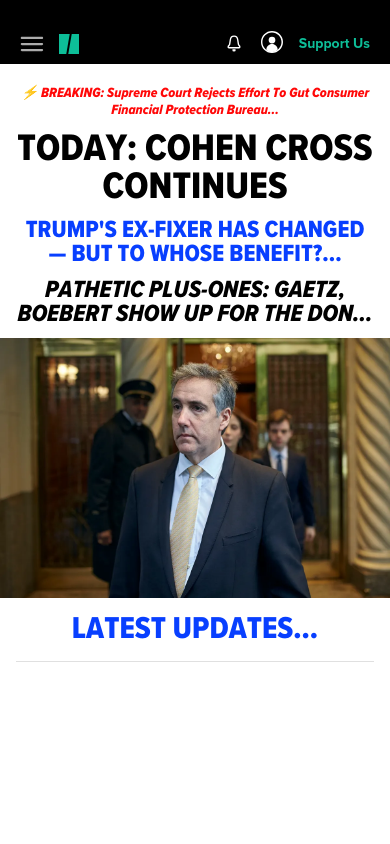 Support Us
⚡ BREAKING: Supreme Court Rejects Effort To Gut Consumer
Financial Protection Bureau...
TODAY: COHEN CROSS
CONTINUES
TRUMP'S EX-FIXER HAS CHANGED
— BUT TO WHOSE BENEFIT?...
PATHETIC PLUS-ONES: GAETZ,
BOEBERT SHOW UP FOR THE DON...
LATEST UPDATES...